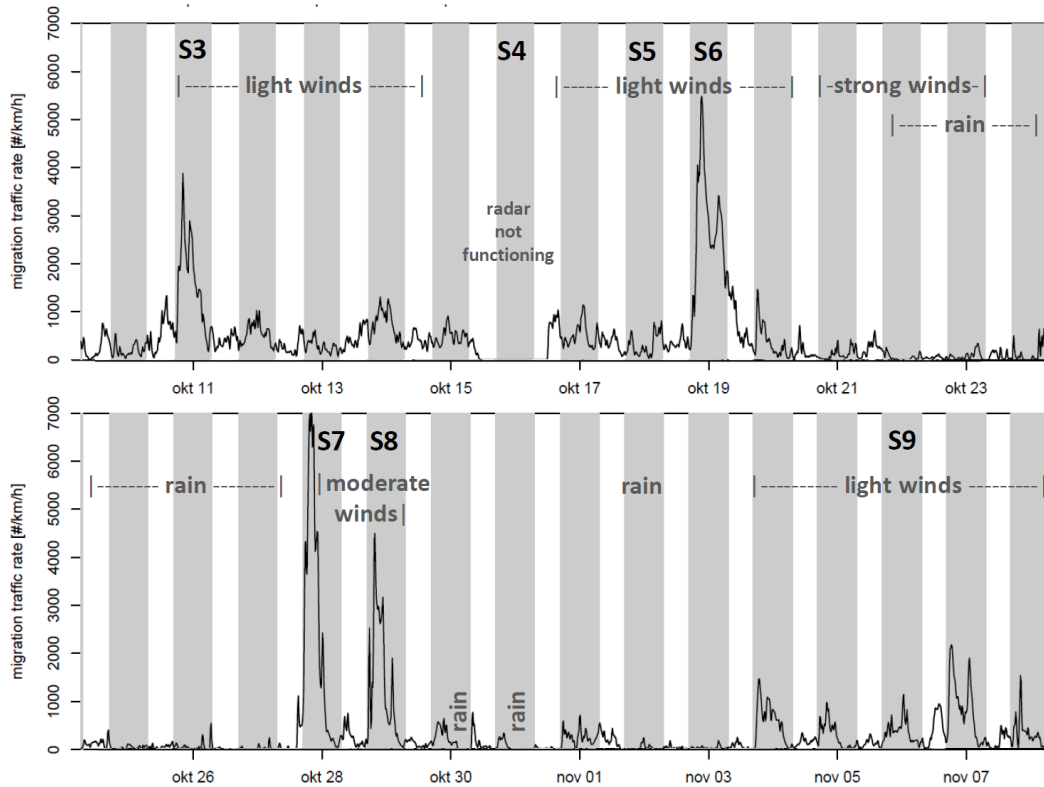 7000
6000
5000
4000
3000
2000
1000
0
migration traffic rate [#/km/h]
S3 S4 S5 S6
|------- light winds -------| |------- light winds -------| |-strong winds-|
|----- rain -----|
radar
not
functioning
okt 11 okt 13 okt 15 okt 17 okt 19 okt 21 okt 23
7000
6000
5000
4000
3000
2000
1000
0
migration traffic rate [#/km/h]
S7 S8 S9
|-------- rain --------| |moderate rain |-------- light winds --------|
winds|
rain rain
okt 26 okt 28 okt 30 nov 01 nov 03 nov 05 nov 07